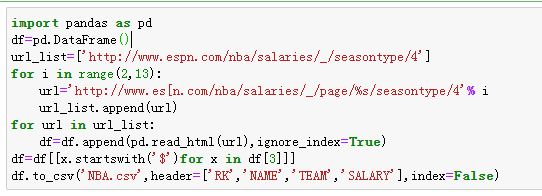 import pandas as pd
df=pd.DataFrame()
url_list=['http://www.espn.com/nba/salaries/_/seasontype/4']
for i in range(2,13):
    url='http://www.es[n.com/nba/salaries/_/page/%s/seasontype/4'% i
    url_list.append(url)
for url in url_list:
    df=df.append(pd.read_html(url),ignore_index=True)
df=df[[x.startswith('$')for x in df[3]]]
df.to_csv('NBA.csv',header=['RK','NAME','TEAM','SALARY'],index=False)